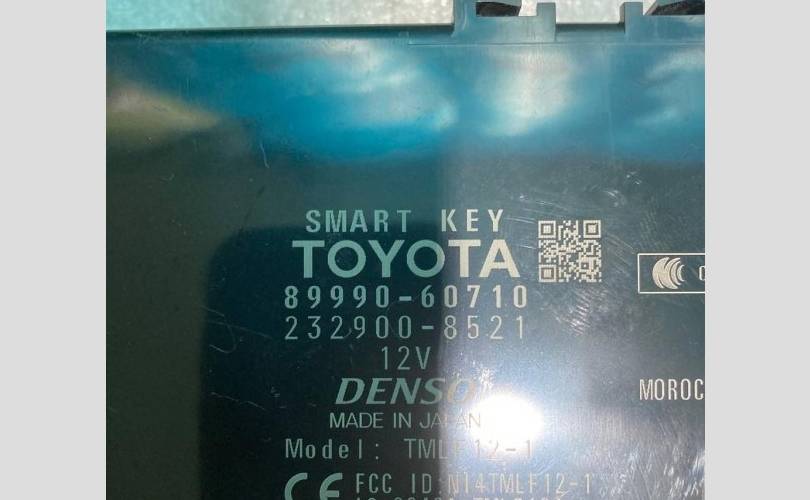 SMART KEY
TOYOTA
89990-60710
232900-8521
12V
DENSO
MADE IN JAPAN
MOROC
Model: TMLF12-1
FCC ID:N14TMLF12-1